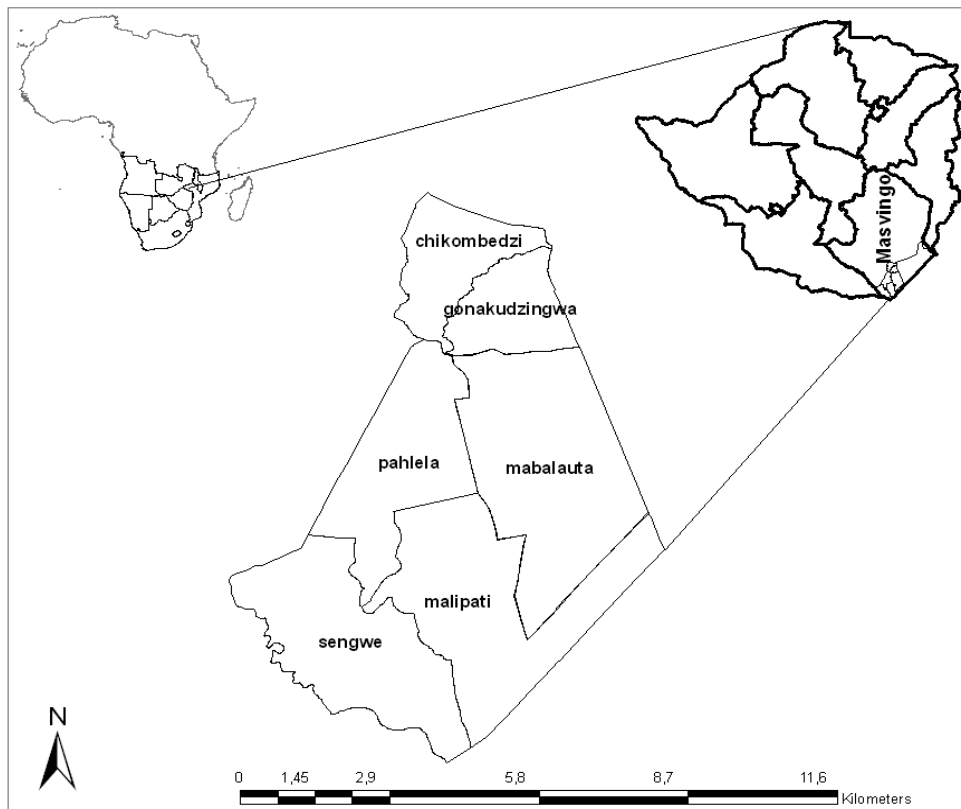 Masvingo
chikombedzi
gonakudzingwa
pahlela
mabalauta
malipati
sengwe
N
0 1,45 2,9 5,8 8,7 11,6
Kilometers